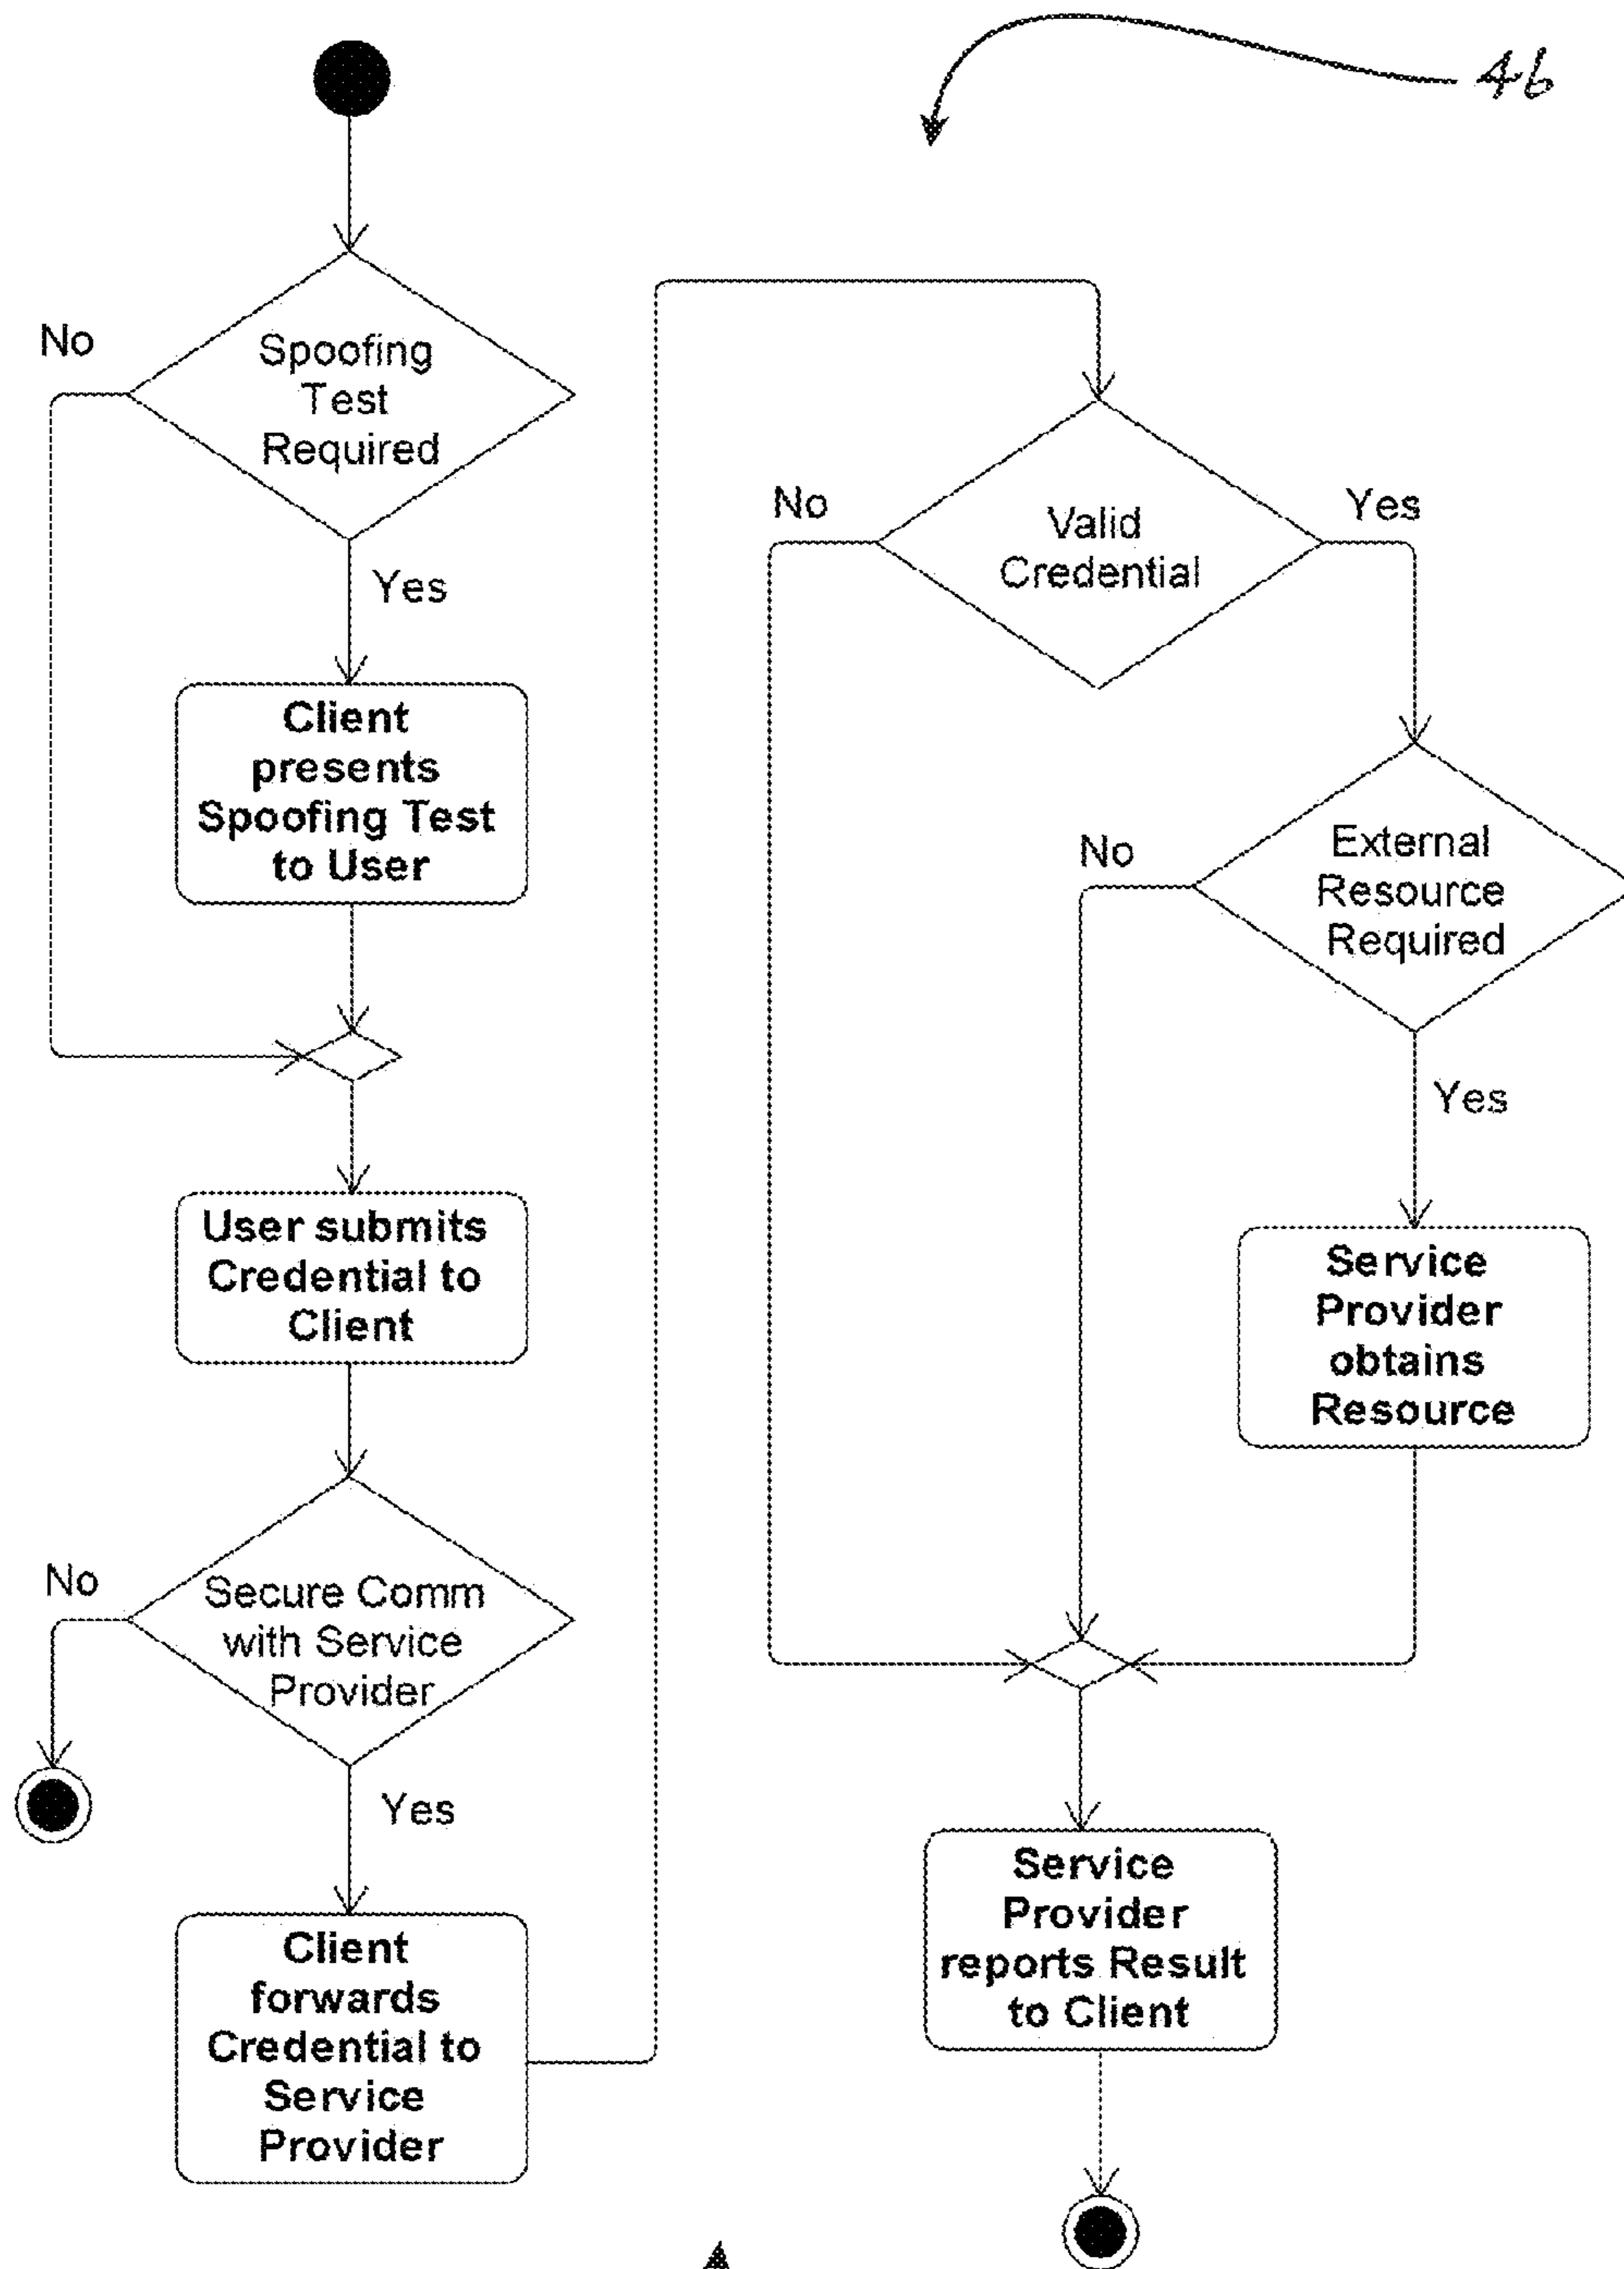 46
No
Spoofing
Test
Required
Yes
Client
presents
Spoofing Test
to User
User submits
Credential to
Client
No
Secure Comm
with Service
Provider
Yes
Client
forwards
Credential to
Service
Provider
No
Valid
Credential
Yes
No
External
Resource
Required
Yes
Service
Provider
obtains
Resource
Service
Provider
reports Result
to Client